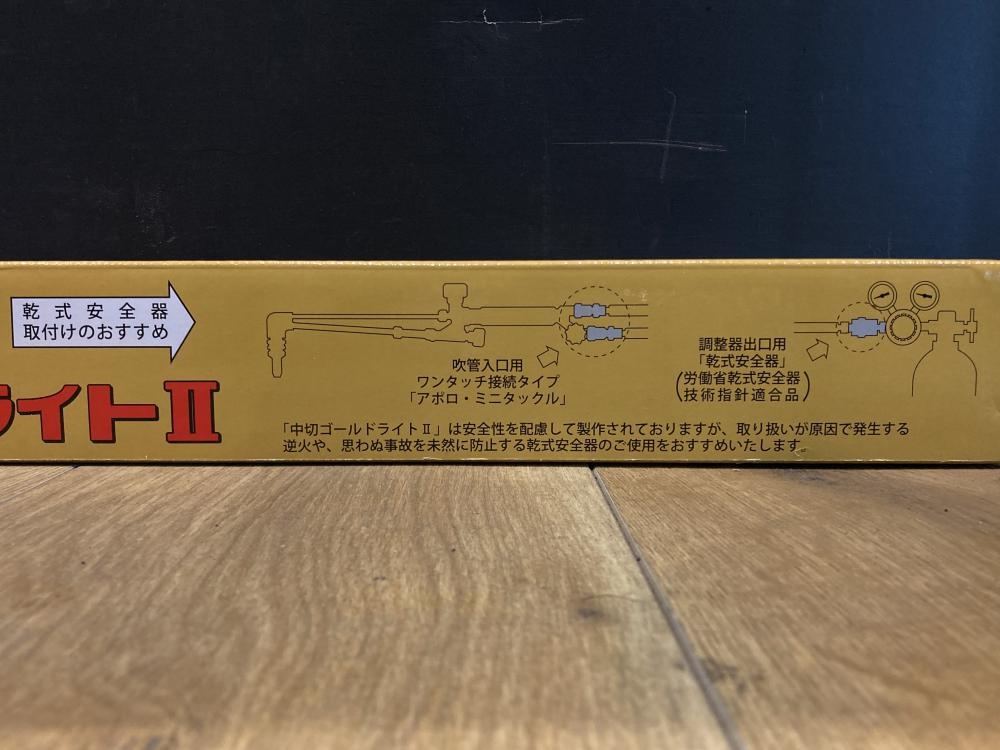 乾式安全器
取付けのおすすめ
ライトⅡ
吹管入口用
ワンタッチ接続タイプ
「アポロ・ミニタックル」
調整器出口用
「乾式安全器」
(労働省乾式安全器
技術指針適合品)
「中切ゴールドライトⅡ」は安全性を配慮して製作されておりますが、取り扱いが原因で発生する
逆火や、思わぬ事故を未然に防止する乾式安全器のご使用をおすすめいたします。